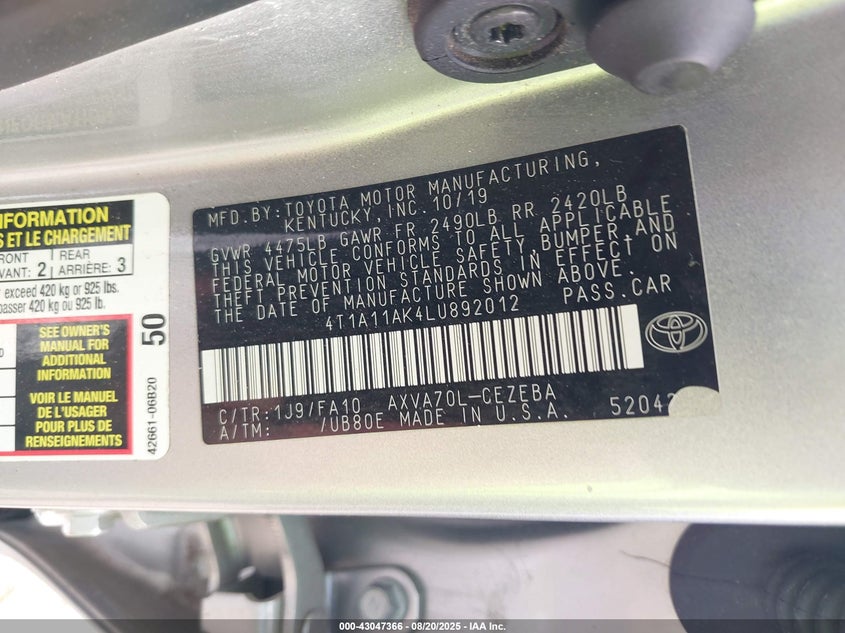 MFD.BY:TOYOTA MOTOR MANUFACTURING,
KENTUCKY, INC. 10/19
GVWR 4475LB GAWR FR 2490LB RR 2420LB
THIS VEHICLE CONFORMS TO ALL APPLICABLE
FEDERAL MOTOR VEHICLE SAFETY, BUMPER AND
THEFT PREVENTION STANDARDS IN EFFECT ON
THE DATE OF MANUFACTURE SHOWN ABOVE.
4T1A11AK4LU892012 PASS.CAR
C/TR:1J9/FA10 AXVA70L-CEZEBA
A/TM: /UB80E MADE IN U.S.A. 5204
INFORMATION
ET LE CHARGEMENT
FRONT
AVANT: 2
REAR
ARRIÈRE: 3
exceed 420 kg or 925 lbs.
passer 420 kg ou 925 lb.
SEE OWNER'S
MANUAL FOR
ADDITIONAL
INFORMATION
VOIR LE MANUEL
DE L'USAGER
POUR PLUS DE
RENSEIGNEMENTS
50
42661-06B20
000-43047366 - 08/20/2025 - IAA Inc.